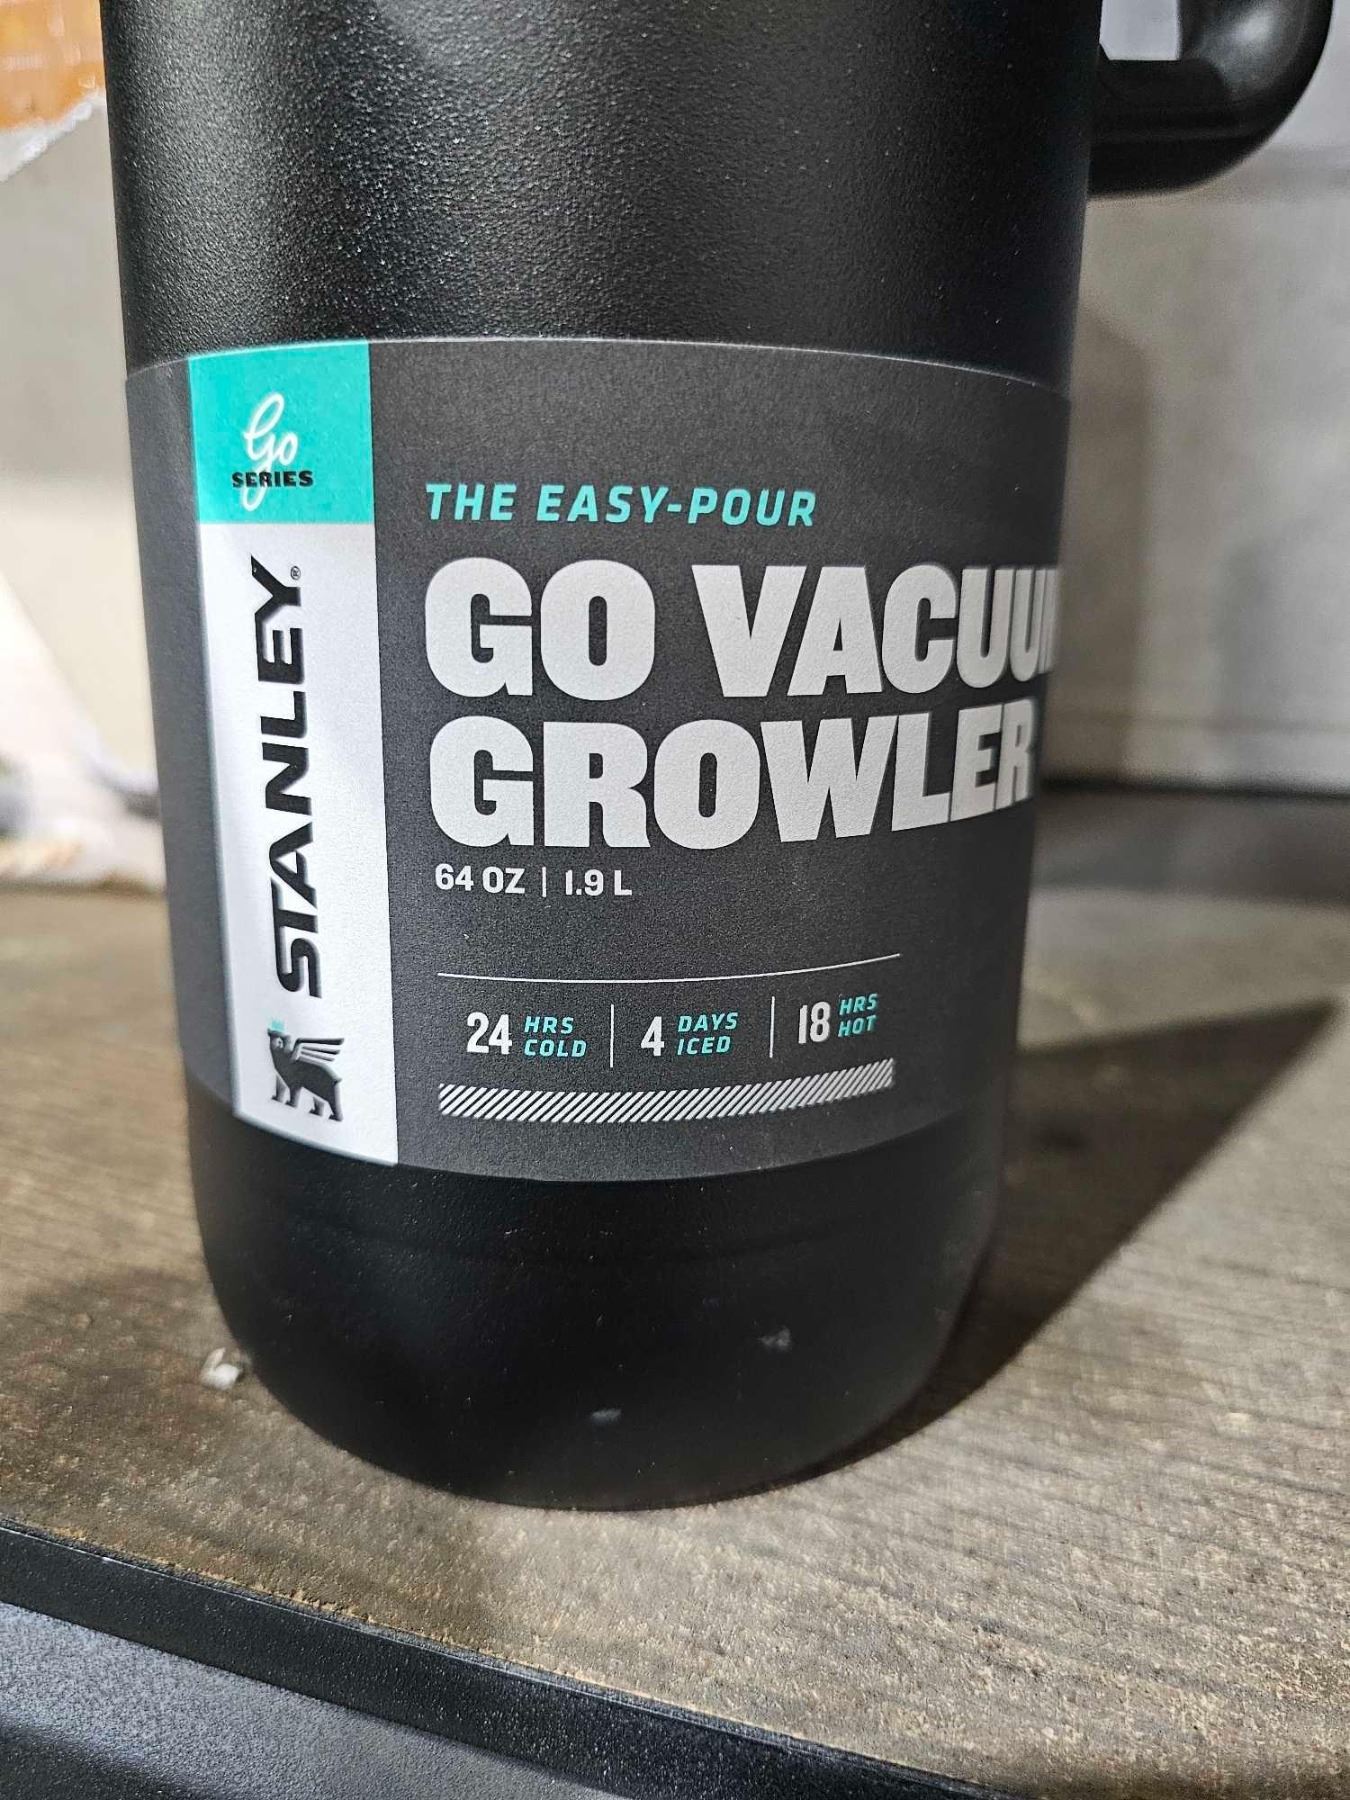 Go
SERIES
STANLEY®
THE EASY-POUR
GO VACUUM
GROWLER
64 OZ | 1.9 L
24 HRS COLD | 4 DAYS ICED | 18 HRS HOT